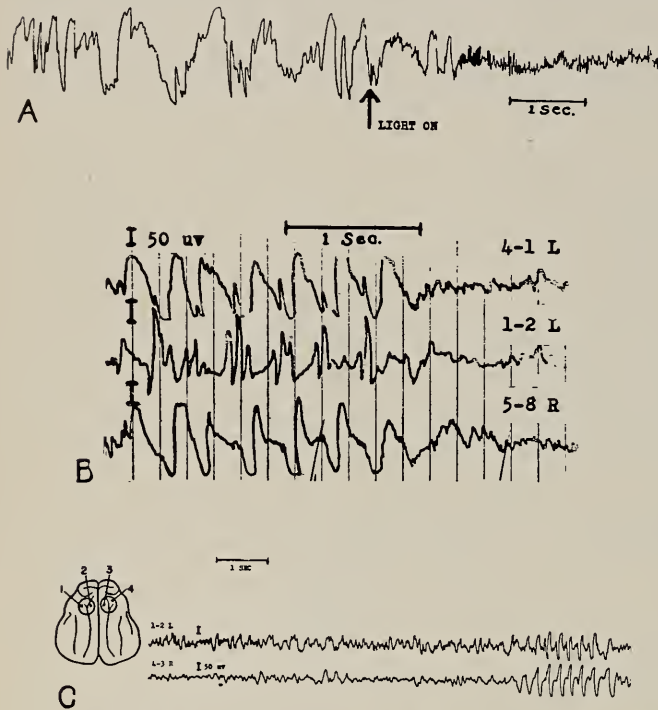 A
LIGHT ON
1 Sec.
50 uv
1 Sec.
4-1 L
1-2 L
5-8 R
B
2 3
1 4
1 SEC
1-2 L
4-3 R
50 uv
C